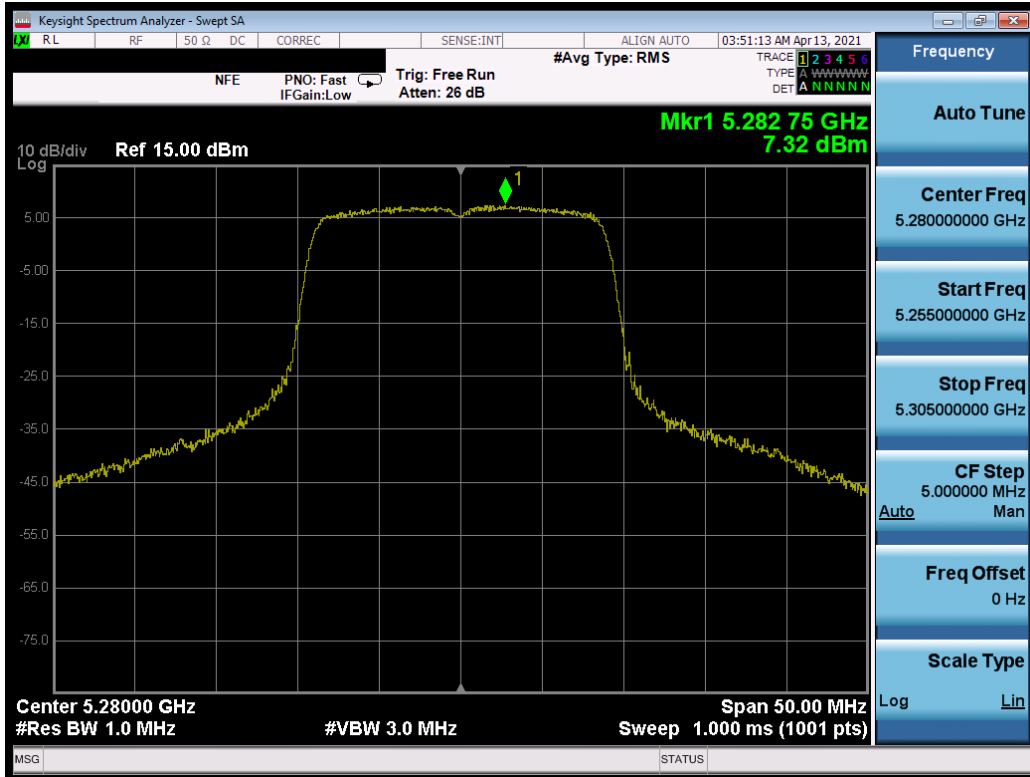 Keysight Spectrum Analyzer - Swept SA
LXI RL RF 50 Ω DC CORREC SENSE:INT ALIGN AUTO 03:51:13 AM Apr 13, 2021
Frequency
NFE PNO: Fast Trig: Free Run #Avg Type: RMS TRACE 1 2 3 4 5 6
IFGain:Low Atten: 26 dB TYPE A WWWWW
DET A N N N N N
Auto Tune
Mkr1 5.282 75 GHz
10 dB/div Ref 15.00 dBm 7.32 dBm
Log
1
5.00
-5.00
-15.0
-25.0
-35.0
-45.0
-55.0
-65.0
-75.0
Center 5.28000 GHz Span 50.00 MHz
#Res BW 1.0 MHz #VBW 3.0 MHz Sweep 1.000 ms (1001 pts)
Center Freq
5.280000000 GHz
Start Freq
5.255000000 GHz
Stop Freq
5.305000000 GHz
CF Step
5.000000 MHz
Auto Man
Freq Offset
0 Hz
Scale Type
Log Lin
MSG STATUS